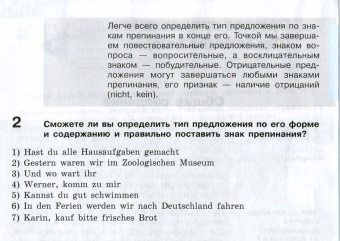 Легче всего определить тип предложения по зна-
кам препинания в конце его. Точкой мы заверша-
ем повествовательные предложения, знаком во-
проса — вопросительные, а восклицательным
знаком — побудительные. Отрицательные пред-
ложения могут завершаться любыми знаками
препинания, его признак — наличие отрицаний
(nicht, kein).
2 Сможете ли вы определить тип предложения по его форме
и содержанию и правильно поставить знак препинания?
1) Hast du alle Hausaufgaben gemacht
2) Gestern waren wir im Zoologischen Museum
3) Und wo wart ihr
4) Werner, komm zu mir
5) Kannst du gut schwimmen
6) In den Ferien werden wir nach Deutschland fahren
7) Karin, kauf bitte frisches Brot